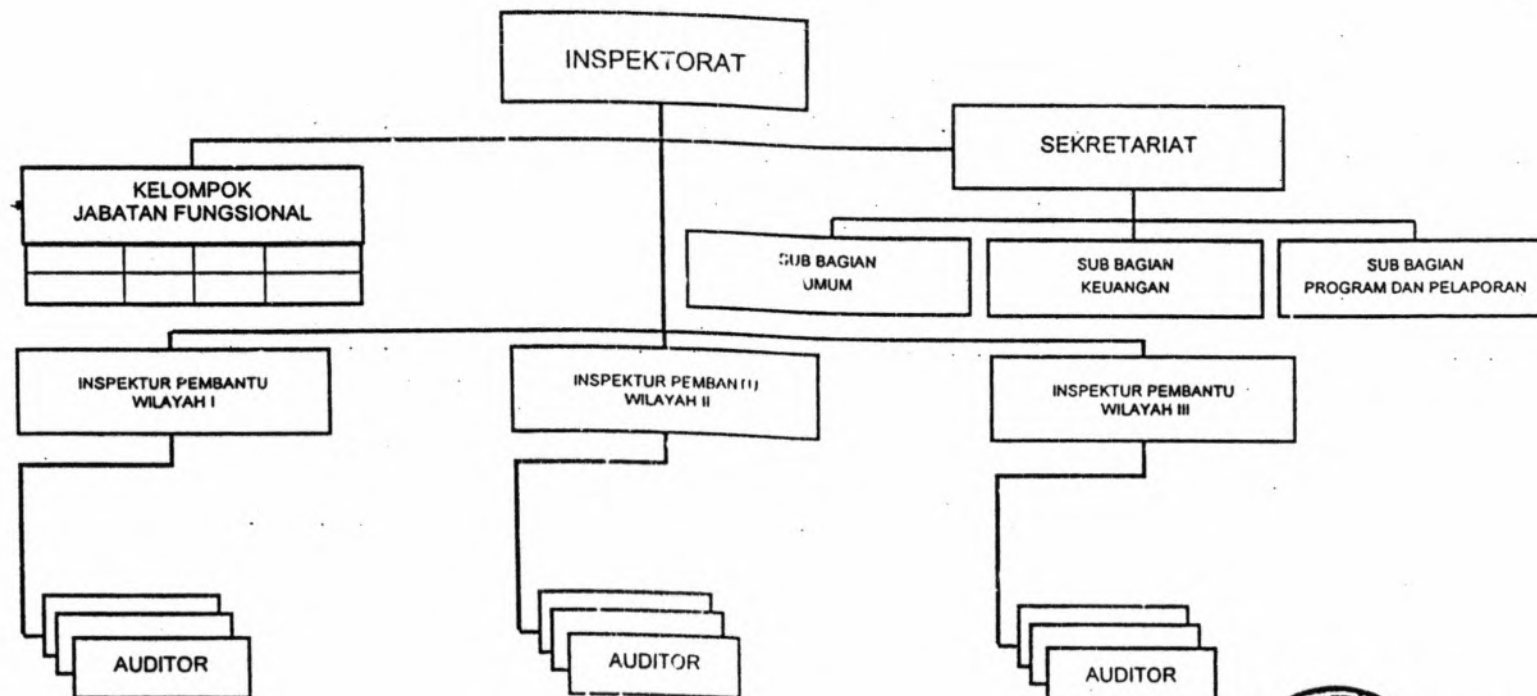 INSPEKTORAT
SEKRETARIAT
KELOMPOK
JABATAN FUNGSIONAL
SUB BAGIAN
UMUM
SUB BAGIAN
KEUANGAN
SUB BAGIAN
PROGRAM DAN PELAPORAN
INSPEKTUR PEMBANTU
WILAYAH I
INSPEKTUR PEMBANTU
WILAYAH II
INSPEKTUR PEMBANTU
WILAYAH III
AUDITOR
AUDITOR
AUDITOR